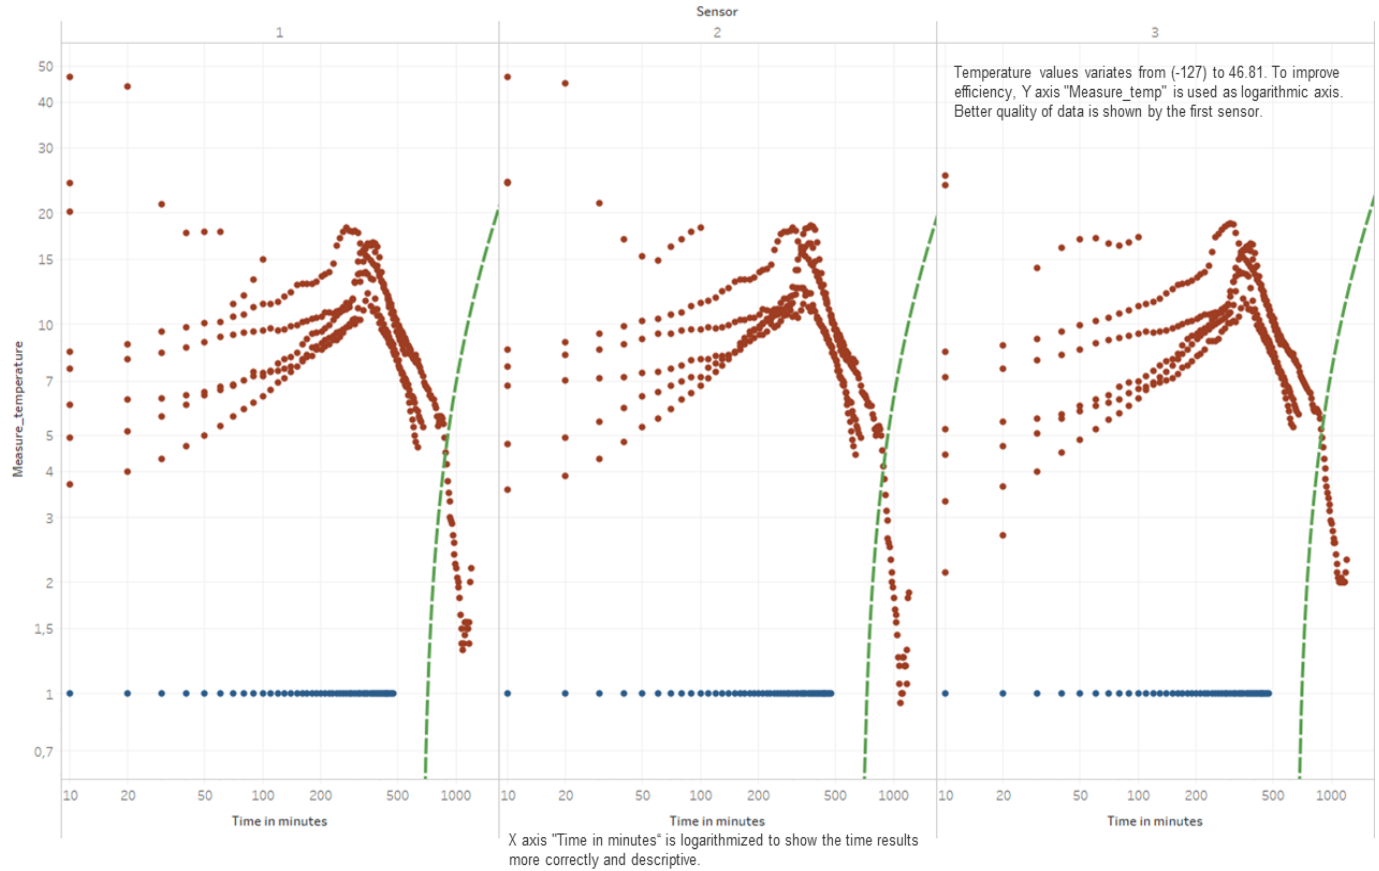 Sensor
1
2
3
Temperature values variates from (-127) to 46.81. To improve
efficiency, Y axis "Measure_temp" is used as logarithmic axis.
Better quality of data is shown by the first sensor.
Measure_temperature
50
40
30
20
15
10
7
5
4
3
2
1,5
1
0,7
10 20 50 100 200 500 1000
10 20 50 100 200 500 1000
10 20 50 100 200 500 1000
Time in minutes
Time in minutes
Time in minutes
X axis "Time in minutes“ is logarithmized to show the time results
more correctly and descriptive.